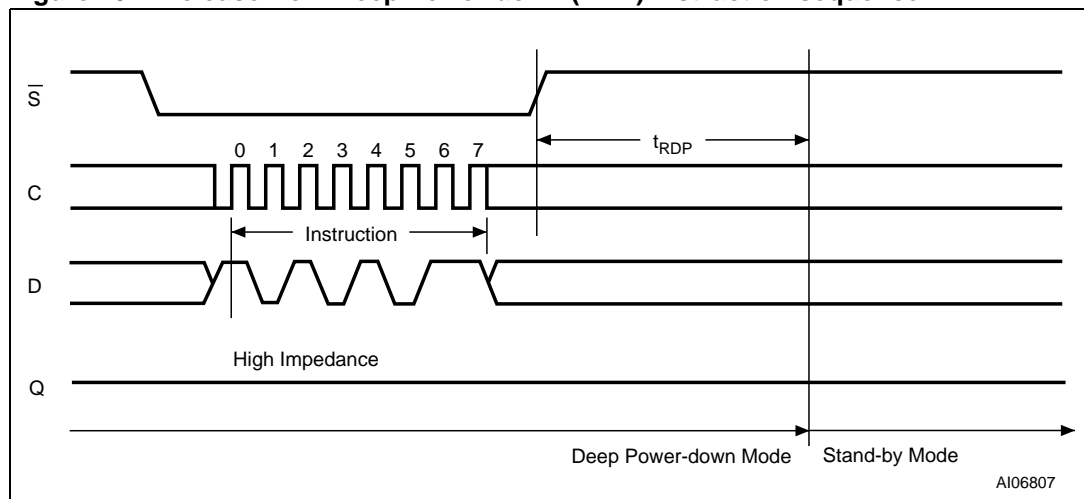 S
tRDP
0 1 2 3 4 5 6 7
C
Instruction
D
High Impedance
Q
Deep Power-down Mode Stand-by Mode
AI06807